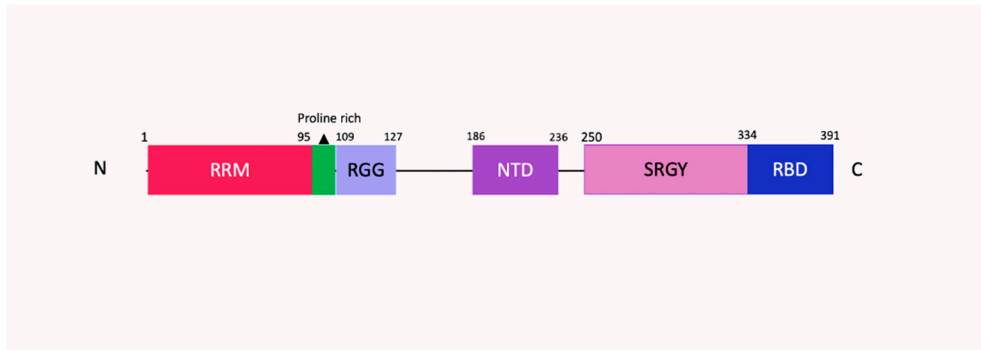 Proline rich
1 95 109 127 186 236 250 334 391
N RRM RGG NTD SRGY RBD C